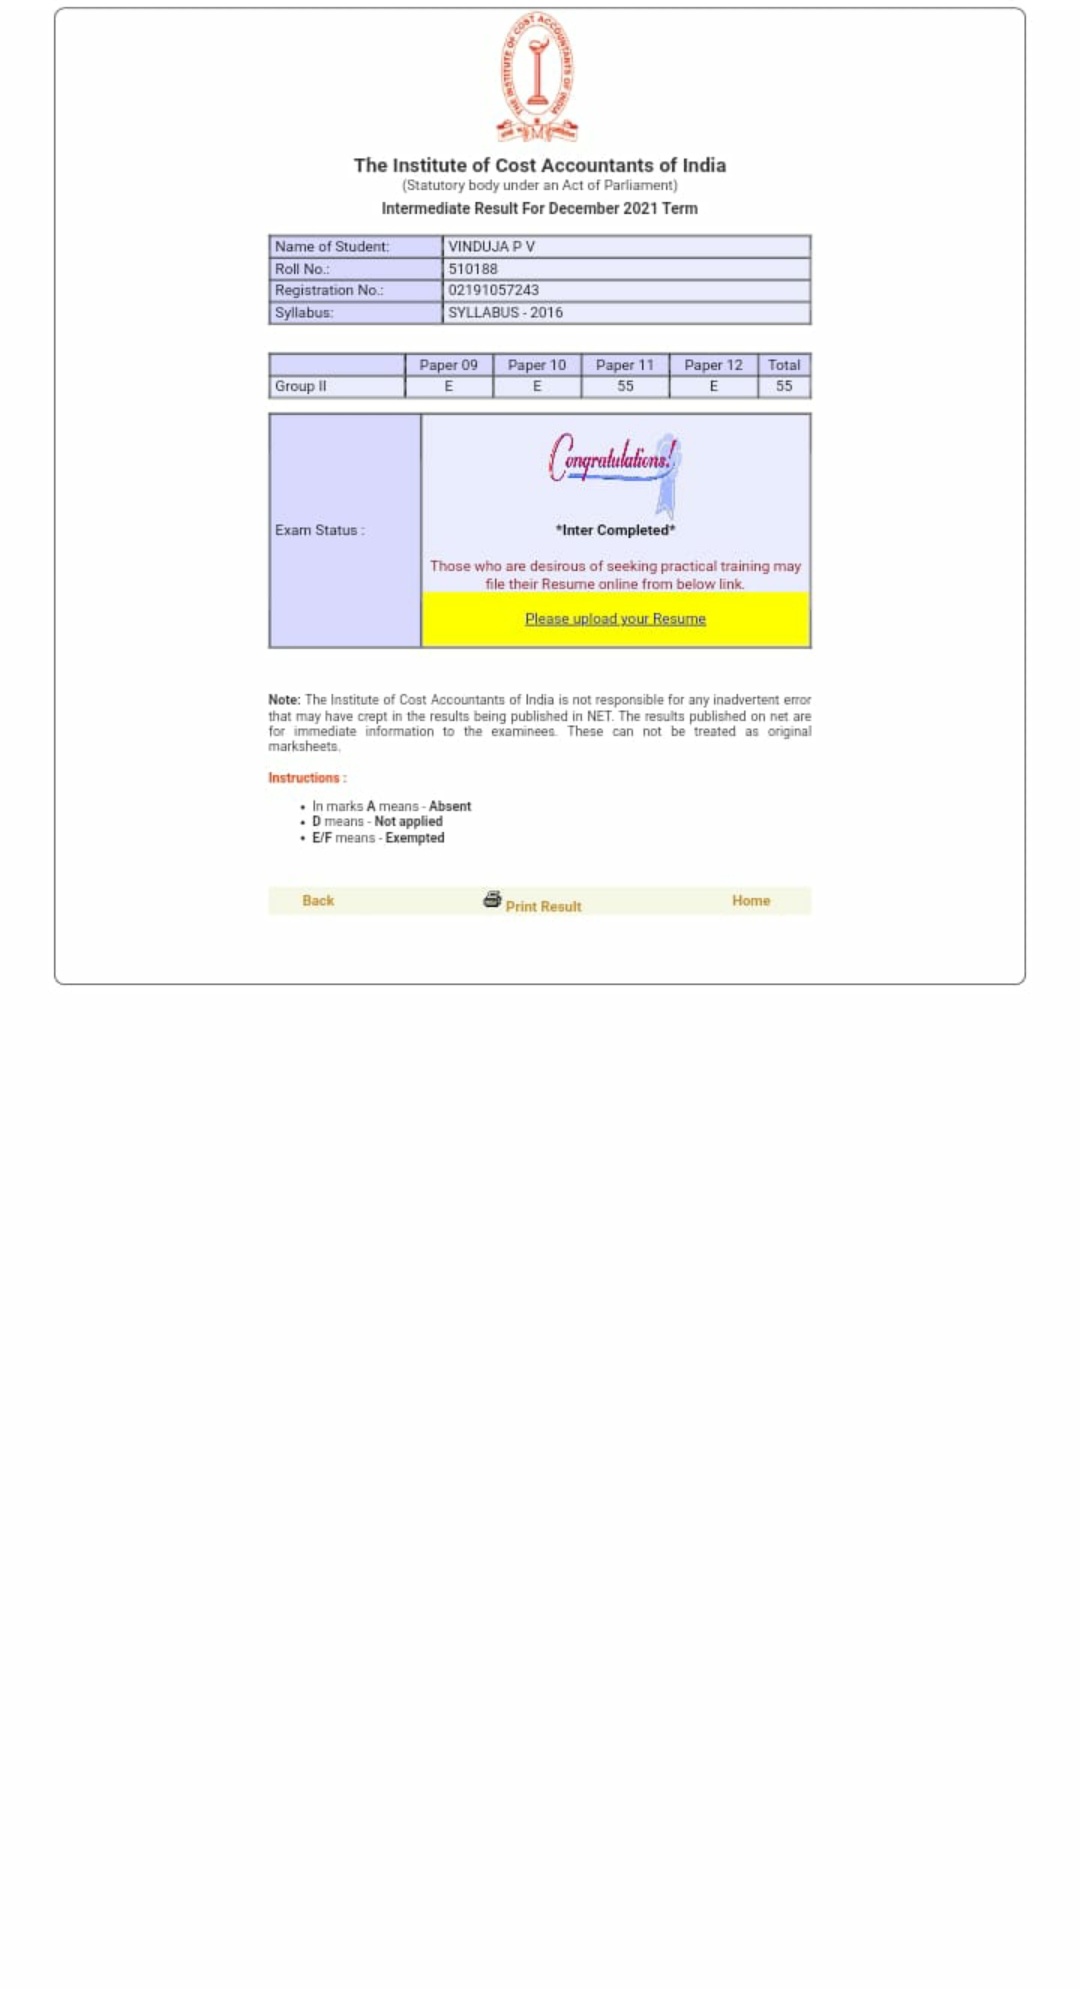 THE INSTITUTE OF COST ACCOUNTANTS OF INDIA
The Institute of Cost Accountants of India
(Statutory body under an Act of Parliament)
Intermediate Result For December 2021 Term
Name of Student: VINDUJA P V
Roll No.: 510188
Registration No.: 02191057243
Syllabus: SYLLABUS - 2016
Paper 09 Paper 10 Paper 11 Paper 12 Total
Group II E E 55 E 55
Congratulations!
Exam Status : *Inter Completed*
Those who are desirous of seeking practical training may
file their Resume online from below link.
Please upload your Resume
Note: The Institute of Cost Accountants of India is not responsible for any inadvertent error
that may have crept in the results being published in NET. The results published on net are
for immediate information to the examinees. These can not be treated as original
marksheets.
Instructions :
• In marks A means - Absent
• D means - Not applied
• E/F means - Exempted
Back Print Result Home